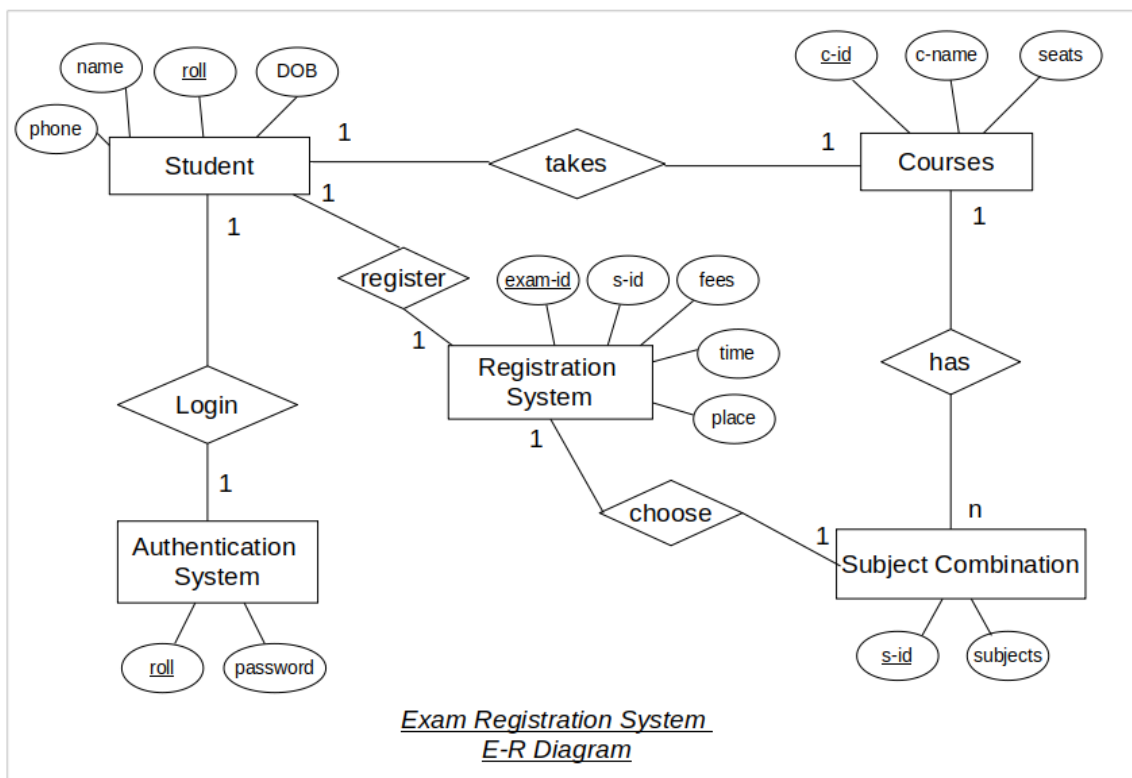 name
roll
DOB
phone
Student
1
takes
1
c-id
c-name
seats
Courses
1
1
1
register
1
exam-id
s-id
fees
time
place
Registration
System
1
has
Login
1
choose
1
n
Authentication
System
Subject Combination
roll
password
s-id
subjects
Exam Registration System
E-R Diagram